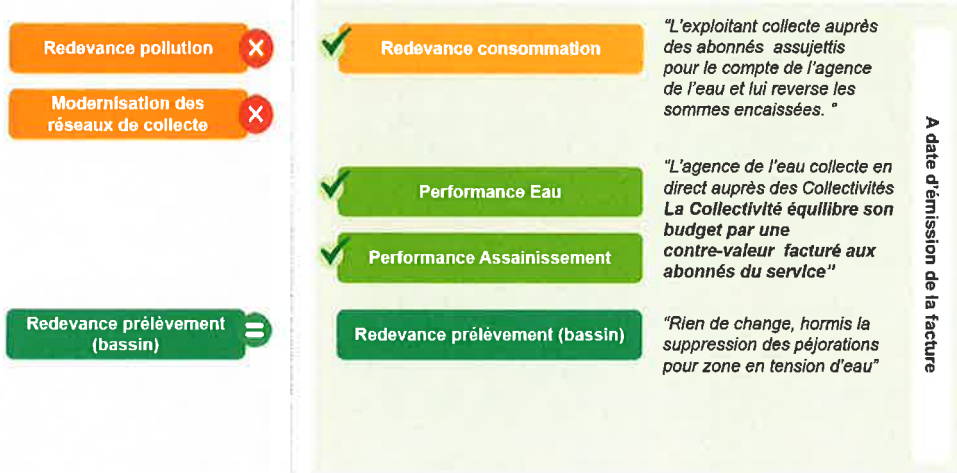 Redevance pollution
Modernisation des
réseaux de collecte
Redevance prélèvement
(bassin)
Redevance consommation
"L'exploitant collecte auprès
des abonnés assujettis
pour le compte de l'agence
de l'eau et lui reverse les
sommes encaissées. "
Performance Eau
Performance Assainissement
"L'agence de l'eau collecte en
direct auprès des Collectivités
La Collectivité équilibre son
budget par une
contre-valeur facturé aux
abonnés du service"
Redevance prélèvement (bassin)
"Rien de change, hormis la
suppression des péjorations
pour zone en tension d'eau"
A date d'émission de la facture